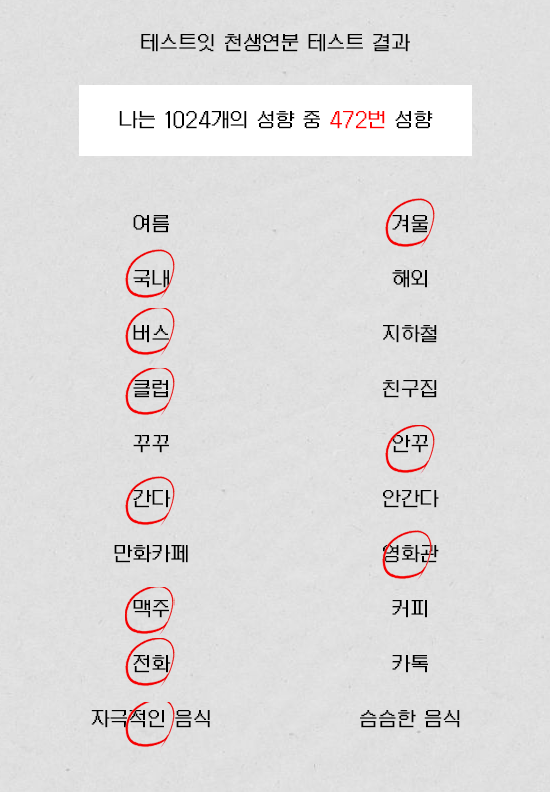 테스트잇 천생연분 테스트 결과
나는 1024개의 성향 중 472번 성향
여름 겨울
국내 해외
버스 지하철
클럽 친구집
꾸꾸 안꾸
간다 안간다
만화카페 영화관
맥주 커피
전화 카톡
자극적인 음식 슴슴한 음식